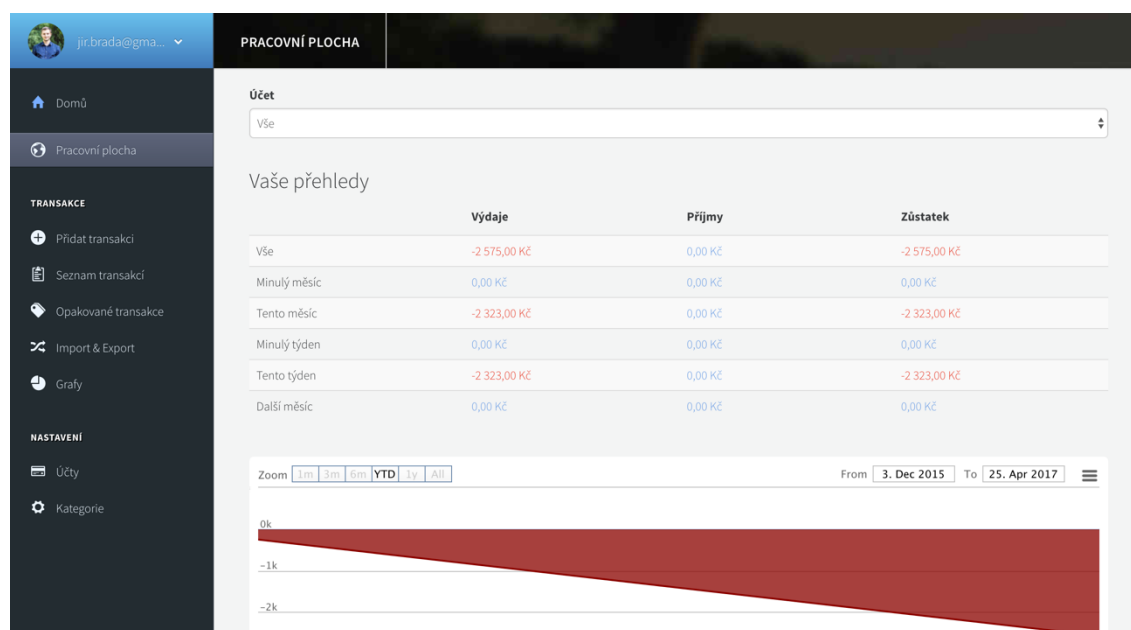 jir.brada@gma...
PRACOVNÍ PLOCHA
Domů
Pracovní plocha
TRANSAKCE
Přidat transakci
Seznam transakcí
Opakované transakce
Import & Export
Grafy
NASTAVENÍ
Účty
Kategorie
Účet
Vše
Vaše přehledy
Výdaje Příjmy Zůstatek
Vše -2 575,00 Kč 0,00 Kč -2 575,00 Kč
Minulý měsíc 0,00 Kč 0,00 Kč 0,00 Kč
Tento měsíc -2 323,00 Kč 0,00 Kč -2 323,00 Kč
Minulý týden 0,00 Kč 0,00 Kč 0,00 Kč
Tento týden -2 323,00 Kč 0,00 Kč -2 323,00 Kč
Další měsíc 0,00 Kč 0,00 Kč 0,00 Kč
Zoom 1m 3m 6m YTD 1y All From 3. Dec 2015 To 25. Apr 2017
0k
-1k
-2k